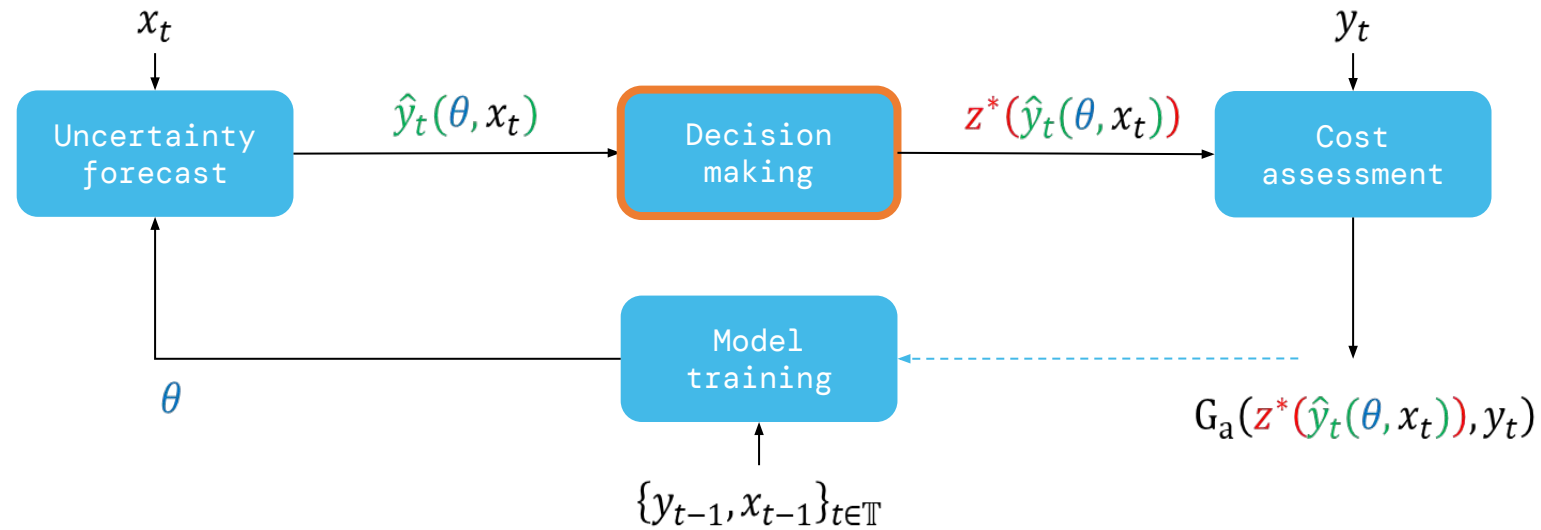 x_t
y_t
Uncertainty
forecast
ŷ_t(θ, x_t)
Decision
making
z*(ŷ_t(θ, x_t))
Cost
assessment
Model
training
θ
G_a(z*(ŷ_t(θ, x_t)), y_t)
{y_{t−1}, x_{t−1}}_{t∈𝕋}